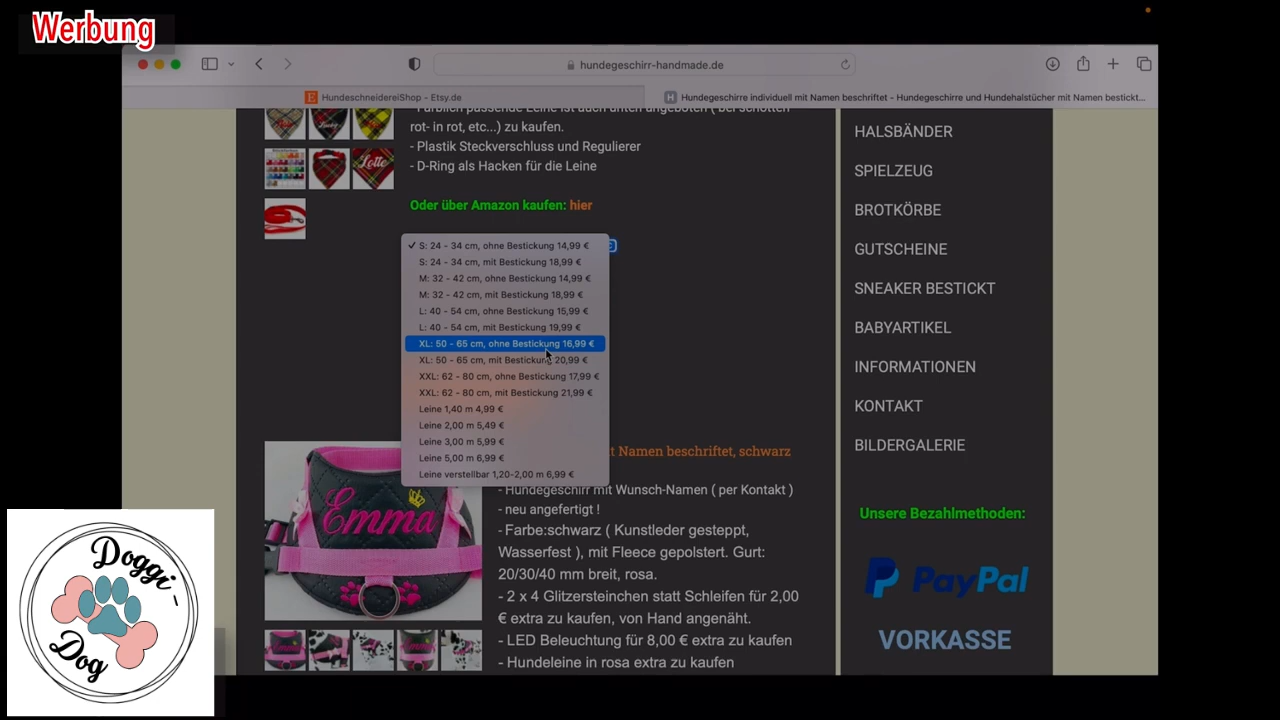 Werbung
hundegeschirr-handmade.de
HundeschneidereiShop - Etsy.de
Hundegeschirre individuell mit Namen beschriftet - Hundegeschirre und Hundehalstücher mit Namen bestickt...
- Farblich passende Leine ist auch unten angeboten ( bei schotten
rot- in rot, etc...) zu kaufen.
- Plastik Steckverschluss und Regulierer
- D-Ring als Hacken für die Leine
Oder über Amazon kaufen: hier
✓ S: 24 - 34 cm, ohne Bestickung 14,99 €
S: 24 - 34 cm, mit Bestickung 18,99 €
M: 32 - 42 cm, ohne Bestickung 14,99 €
M: 32 - 42 cm, mit Bestickung 18,99 €
L: 40 - 54 cm, ohne Bestickung 15,99 €
L: 40 - 54 cm, mit Bestickung 19,99 €
XL: 50 - 65 cm, ohne Bestickung 16,99 €
XL: 50 - 65 cm, mit Bestickung 20,99 €
XXL: 62 - 80 cm, ohne Bestickung 17,99 €
XXL: 62 - 80 cm, mit Bestickung 21,99 €
Leine 1,40 m 4,99 €
Leine 2,00 m 5,49 €
Leine 3,00 m 5,99 €
Leine 5,00 m 6,99 €
Leine verstellbar 1,20-2,00 m 6,99 €
t Namen beschriftet, schwarz
- Hundegeschirr mit Wunsch-Namen ( per Kontakt )
- neu angefertigt !
- Farbe:schwarz ( Kunstleder gesteppt,
Wasserfest ), mit Fleece gepolstert. Gurt:
20/30/40 mm breit, rosa.
- 2 x 4 Glitzersteinchen statt Schleifen für 2,00
€ extra zu kaufen, von Hand angenäht.
- LED Beleuchtung für 8,00 € extra zu kaufen
- Hundeleine in rosa extra zu kaufen
Lotte
Emma
HALSBÄNDER
SPIELZEUG
BROTKÖRBE
GUTSCHEINE
SNEAKER BESTICKT
BABYARTIKEL
INFORMATIONEN
KONTAKT
BILDERGALERIE
Unsere Bezahlmethoden:
PayPal
VORKASSE
Doggi -
Dog